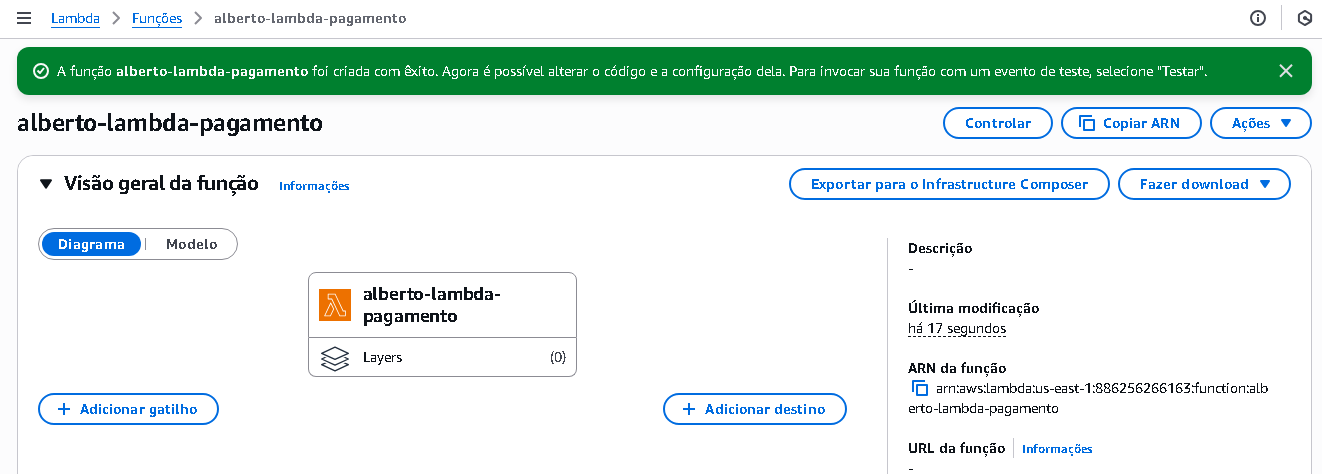 Lambda > Funções > alberto-lambda-pagamento
A função alberto-lambda-pagamento foi criada com êxito. Agora é possível alterar o código e a configuração dela. Para invocar sua função com um evento de teste, selecione "Testar".
alberto-lambda-pagamento
Controlar
Copiar ARN
Ações
Visão geral da função
Informações
Exportar para o Infrastructure Composer
Fazer download
Diagrama
Modelo
alberto-lambda-
pagamento
Layers
(0)
+ Adicionar gatilho
+ Adicionar destino
Descrição
-
Última modificação
há 17 segundos
ARN da função
arn:aws:lambda:us-east-1:886256266163:function:alb
erto-lambda-pagamento
URL da função
Informações
-